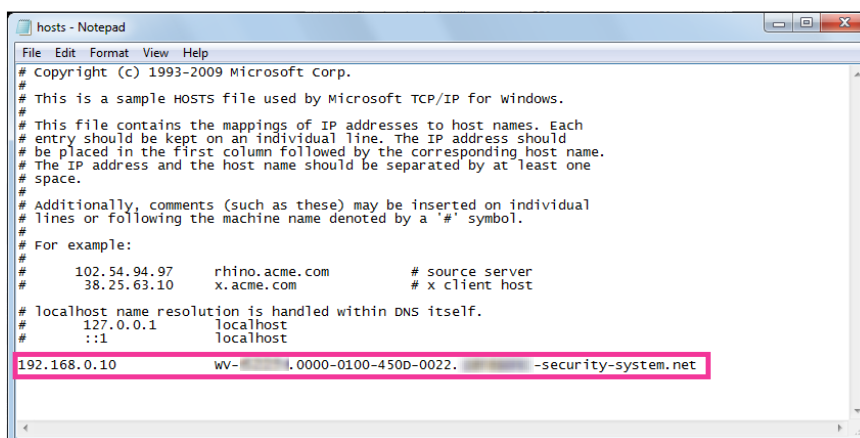 hosts - Notepad
File Edit Format View Help
# Copyright (c) 1993-2009 Microsoft Corp.
#
# This is a sample HOSTS file used by Microsoft TCP/IP for Windows.
#
# This file contains the mappings of IP addresses to host names. Each
# entry should be kept on an individual line. The IP address should
# be placed in the first column followed by the corresponding host name.
# The IP address and the host name should be separated by at least one
# space.
#
# Additionally, comments (such as these) may be inserted on individual
# lines or following the machine name denoted by a '#' symbol.
#
# For example:
#
# 102.54.94.97 rhino.acme.com # source server
# 38.25.63.10 x.acme.com # x client host
# localhost name resolution is handled within DNS itself.
# 127.0.0.1 localhost
# ::1 localhost
192.168.0.10 WV- .0000-0100-450D-0022. -security-system.net